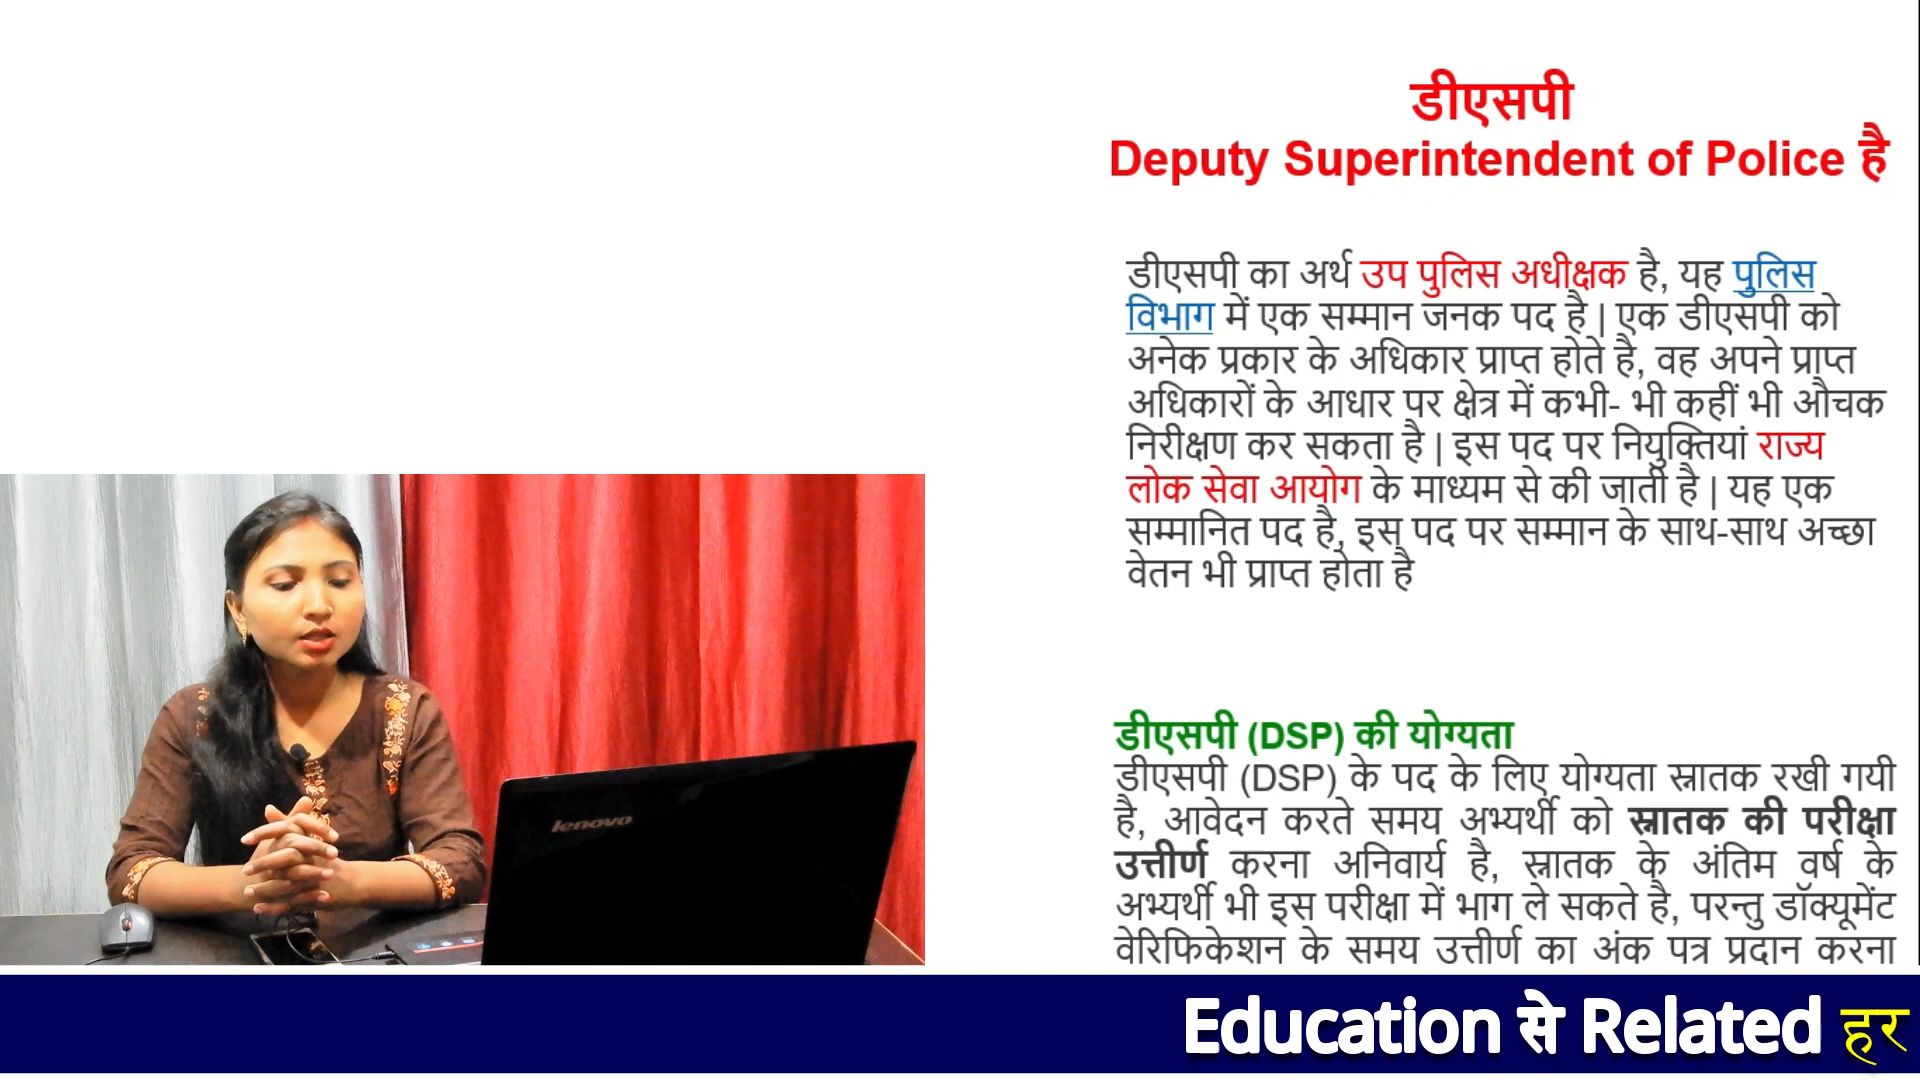 डीएसपी
Deputy Superintendent of Police है
डीएसपी का अर्थ उप पुलिस अधीक्षक है, यह पुलिस
विभाग में एक सम्मान जनक पद है | एक डीएसपी को
अनेक प्रकार के अधिकार प्राप्त होते है, वह अपने प्राप्त
अधिकारों के आधार पर क्षेत्र में कभी- भी कहीं भी औचक
निरीक्षण कर सकता है | इस पद पर नियुक्तियां राज्य
लोक सेवा आयोग के माध्यम से की जाती है | यह एक
सम्मानित पद है, इस पद पर सम्मान के साथ-साथ अच्छा
वेतन भी प्राप्त होता है
डीएसपी (DSP) की योग्यता
डीएसपी (DSP) के पद के लिए योग्यता स्नातक रखी गयी
है, आवेदन करते समय अभ्यर्थी को स्नातक की परीक्षा
उत्तीर्ण करना अनिवार्य है, स्नातक के अंतिम वर्ष के
अभ्यर्थी भी इस परीक्षा में भाग ले सकते है, परन्तु डॉक्यूमेंट
वेरिफिकेशन के समय उत्तीर्ण का अंक पत्र प्रदान करना
lenovo
Education से Related हर